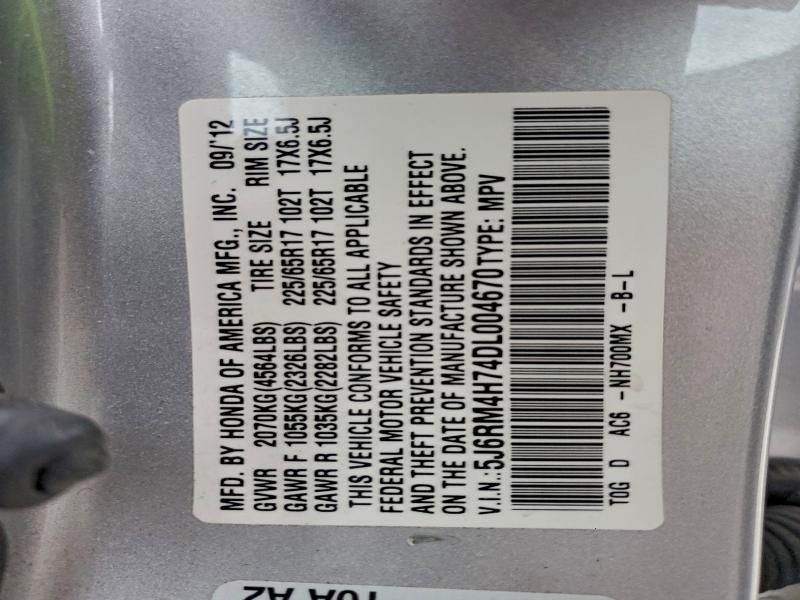 MFD. BY HONDA OF AMERICA MFG., INC. 09/'12
GVWR 2070KG(4564LBS) TIRE SIZE RIM SIZE
GAWR F 1055KG(2326LBS) 225/65R17 102T 17X6.5J
GAWR R 1035KG(2282LBS) 225/65R17 102T 17X6.5J
THIS VEHICLE CONFORMS TO ALL APPLICABLE
FEDERAL MOTOR VEHICLE SAFETY
AND THEFT PREVENTION STANDARDS IN EFFECT
ON THE DATE OF MANUFACTURE SHOWN ABOVE.
V.I.N.:5J6RM4H74DL004670TYPE: MPV
TOG D AC6 -NH700MX -B-L